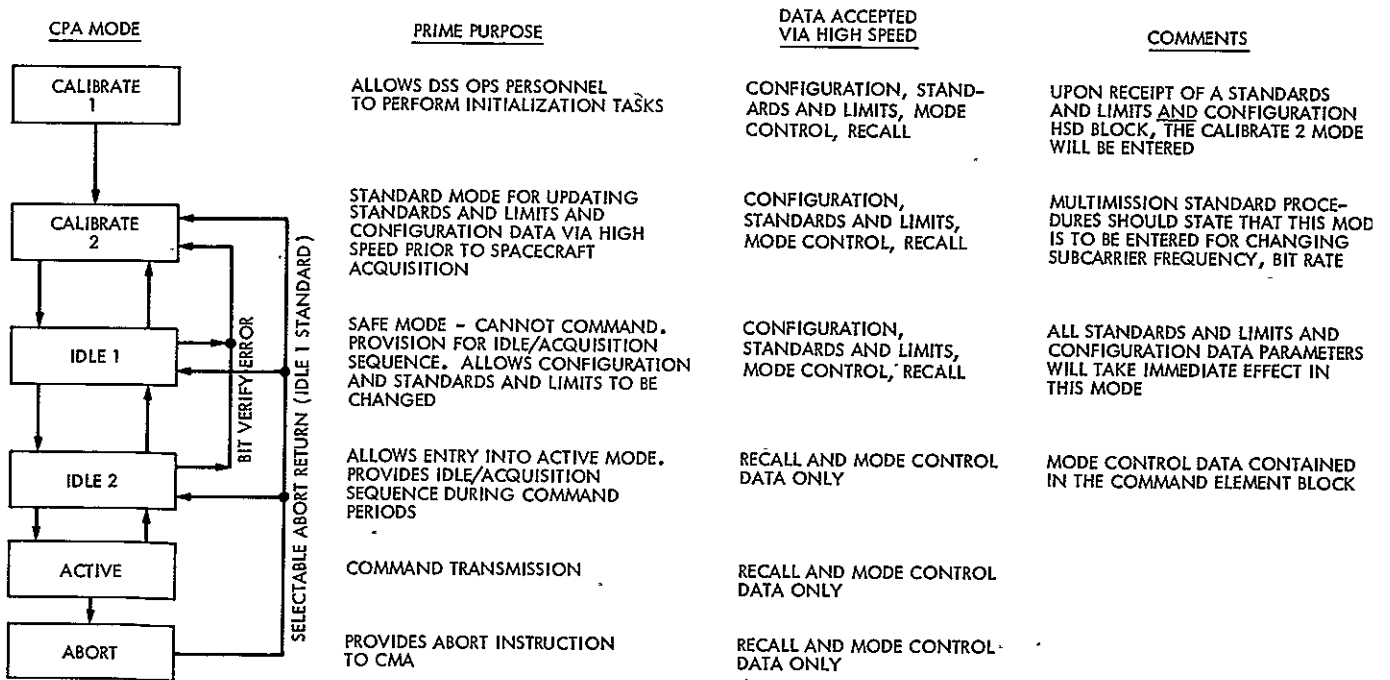 CPA MODE
PRIME PURPOSE
DATA ACCEPTED
VIA HIGH SPEED
COMMENTS
CALIBRATE
1
ALLOWS DSS OPS PERSONNEL
TO PERFORM INITIALIZATION TASKS
CONFIGURATION, STAND-
ARDS AND LIMITS, MODE
CONTROL, RECALL
UPON RECEIPT OF A STANDARDS
AND LIMITS AND CONFIGURATION
HSD BLOCK, THE CALIBRATE 2 MODE
WILL BE ENTERED
CALIBRATE
2
STANDARD MODE FOR UPDATING
STANDARDS AND LIMITS AND
CONFIGURATION DATA VIA HIGH
SPEED PRIOR TO SPACECRAFT
ACQUISITION
CONFIGURATION,
STANDARDS AND LIMITS,
MODE CONTROL, RECALL
MULTIMISSION STANDARD PROCE-
DURES SHOULD STATE THAT THIS MOD
IS TO BE ENTERED FOR CHANGING
SUBCARRIER FREQUENCY, BIT RATE
IDLE 1
SAFE MODE - CANNOT COMMAND.
PROVISION FOR IDLE/ACQUISITION
SEQUENCE. ALLOWS CONFIGURATION
AND STANDARDS AND LIMITS TO BE
CHANGED
CONFIGURATION,
STANDARDS AND LIMITS,
MODE CONTROL, RECALL
ALL STANDARDS AND LIMITS AND
CONFIGURATION DATA PARAMETERS
WILL TAKE IMMEDIATE EFFECT IN
THIS MODE
IDLE 2
ALLOWS ENTRY INTO ACTIVE MODE.
PROVIDES IDLE/ACQUISITION
SEQUENCE DURING COMMAND
PERIODS
RECALL AND MODE CONTROL
DATA ONLY
MODE CONTROL DATA CONTAINED
IN THE COMMAND ELEMENT BLOCK
ACTIVE
COMMAND TRANSMISSION
RECALL AND MODE CONTROL
DATA ONLY
ABORT
PROVIDES ABORT INSTRUCTION
TO CMA
RECALL AND MODE CONTROL
DATA ONLY
BIT VERIFY ERROR
SELECTABLE ABORT RETURN (IDLE 1 STANDARD)